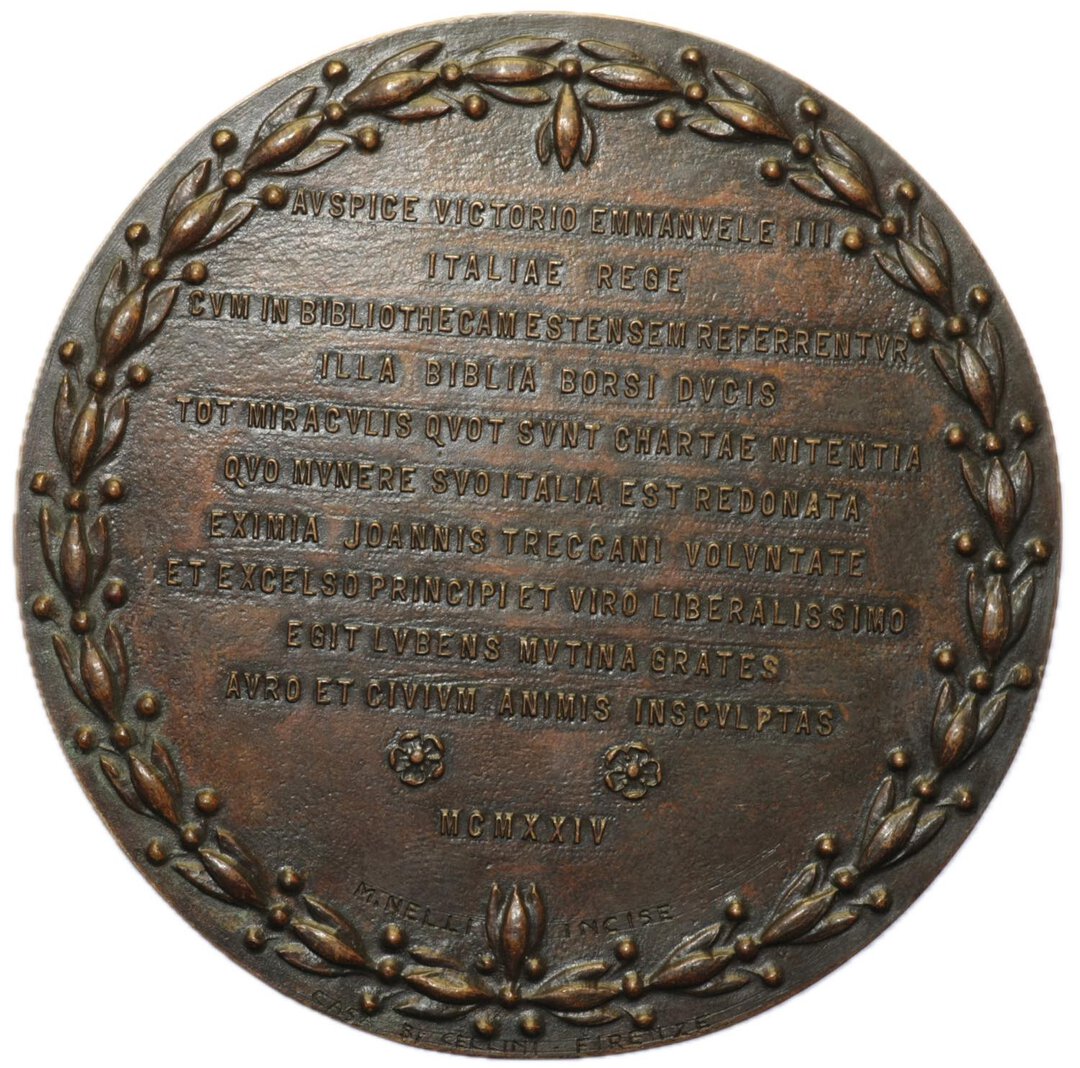 AVSPICE VICTORIO EMMANVELE III
ITALIAE REGE
CVM IN BIBLIOTHECAM ESTENSEM REFERRENTVR
ILLA BIBLIA BORSI DVCIS
TOT MIRACVLIS QVOT SVNT CHARTAE NITENTIA
QVO MVNERE SVO ITALIA EST REDONATA
EXIMIA JOANNIS TRECCANI VOLVNTATE
ET EXCELSO PRINCIPI ET VIRO LIBERALISSIMO
EGIT LVBENS MVTINA GRATES
AVRO ET CIVIVM ANIMIS INSCVLPTAS
MCMXXIV
M. NELLI INCISE
CELLINI - FIRENZE